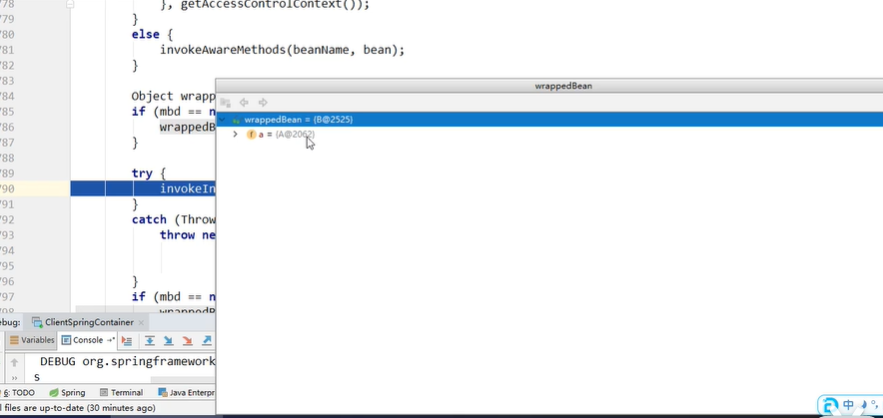 778 }, getAccessControlContext());
779 }
780 else {
781 invokeAwareMethods(beanName, bean);
782 }
783
784 Object wrapp
785 if (mbd == n
786 wrappedB
787 }
788
789 try {
790 invokeIn
791 }
792 catch (Throw
793 throw ne
794
795
796 }
797 if (mbd == n
798 wrappedB
wrappedBean
wrappedBean = {B@2525}
f a = {A@2062}
ebug: ClientSpringContainer ×
Variables Console
DEBUG org.springframework
s
6: TODO Spring Terminal Java Enterpr
l files are up-to-date (30 minutes ago)
中